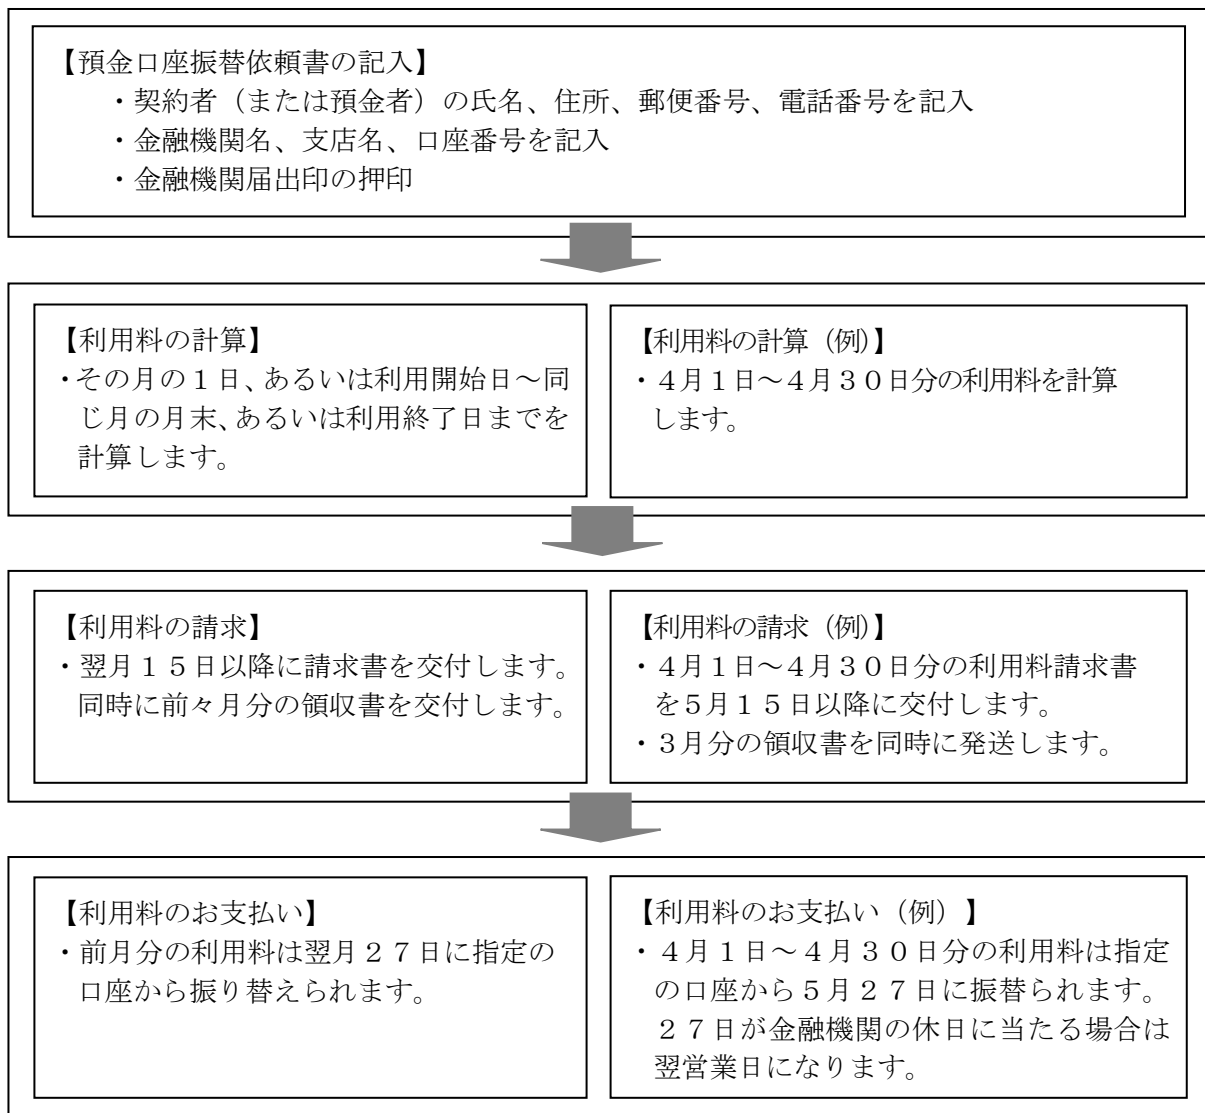 【預金口座振替依頼書の記入】
・契約者（または預金者）の氏名、住所、郵便番号、電話番号を記入
・金融機関名、支店名、口座番号を記入
・金融機関届出印の押印
【利用料の計算】
・その月の１日、あるいは利用開始日～同
じ月の月末、あるいは利用終了日までを
計算します。
【利用料の計算（例）】
・４月１日～４月３０日分の利用料を計算
します。
【利用料の請求】
・翌月１５日以降に請求書を交付します。
同時に前々月分の領収書を交付します。
【利用料の請求（例）】
・４月１日～４月３０日分の利用料請求書
を５月１５日以降に交付します。
・３月分の領収書を同時に発送します。
【利用料のお支払い】
・前月分の利用料は翌月２７日に指定の
口座から振り替えられます。
【利用料のお支払い（例）】
・４月１日～４月３０日分の利用料は指定
の口座から５月２７日に振替られます。
２７日が金融機関の休日に当たる場合は
翌営業日になります。